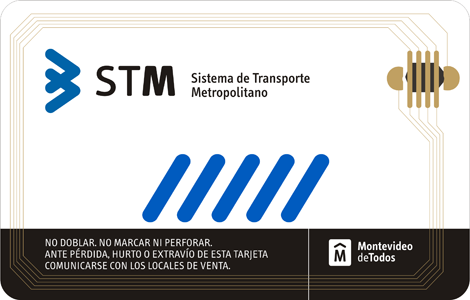 STM
Sistema de Transporte
Metropolitano
NO DOBLAR. NO MARCAR NI PERFORAR.
ANTE PÉRDIDA, HURTO O EXTRAVÍO DE ESTA TARJETA
COMUNICARSE CON LOS LOCALES DE VENTA.
M
Montevideo
deTodos